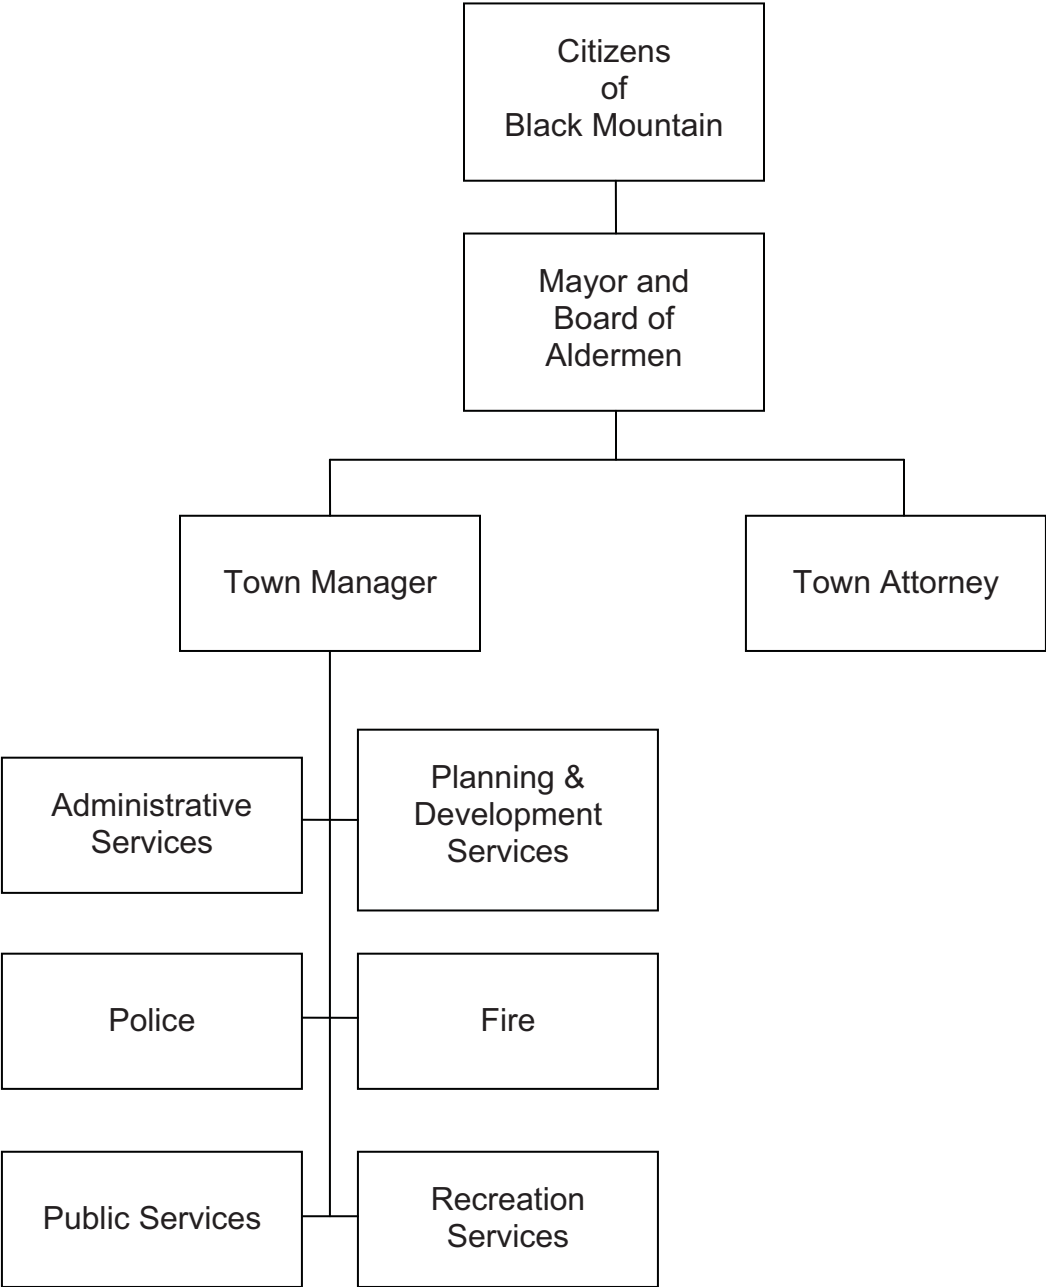 Citizens
of
Black Mountain
Mayor and
Board of
Aldermen
Town Manager
Town Attorney
Administrative
Services
Planning &
Development
Services
Police
Fire
Public Services
Recreation
Services